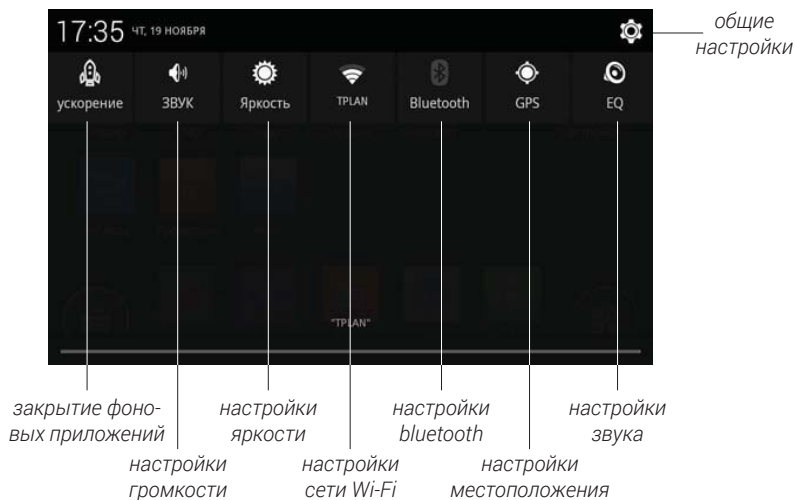 17:35 ЧТ, 19 НОЯБРЯ
общие
настройки
ускорение
ЗВУК
Яркость
TPLAN
Bluetooth
GPS
EQ
"TPLAN"
закрытие фоно-
вых приложений
настройки
громкости
настройки
яркости
настройки
сети Wi-Fi
настройки
bluetooth
настройки
местоположения
настройки
звука